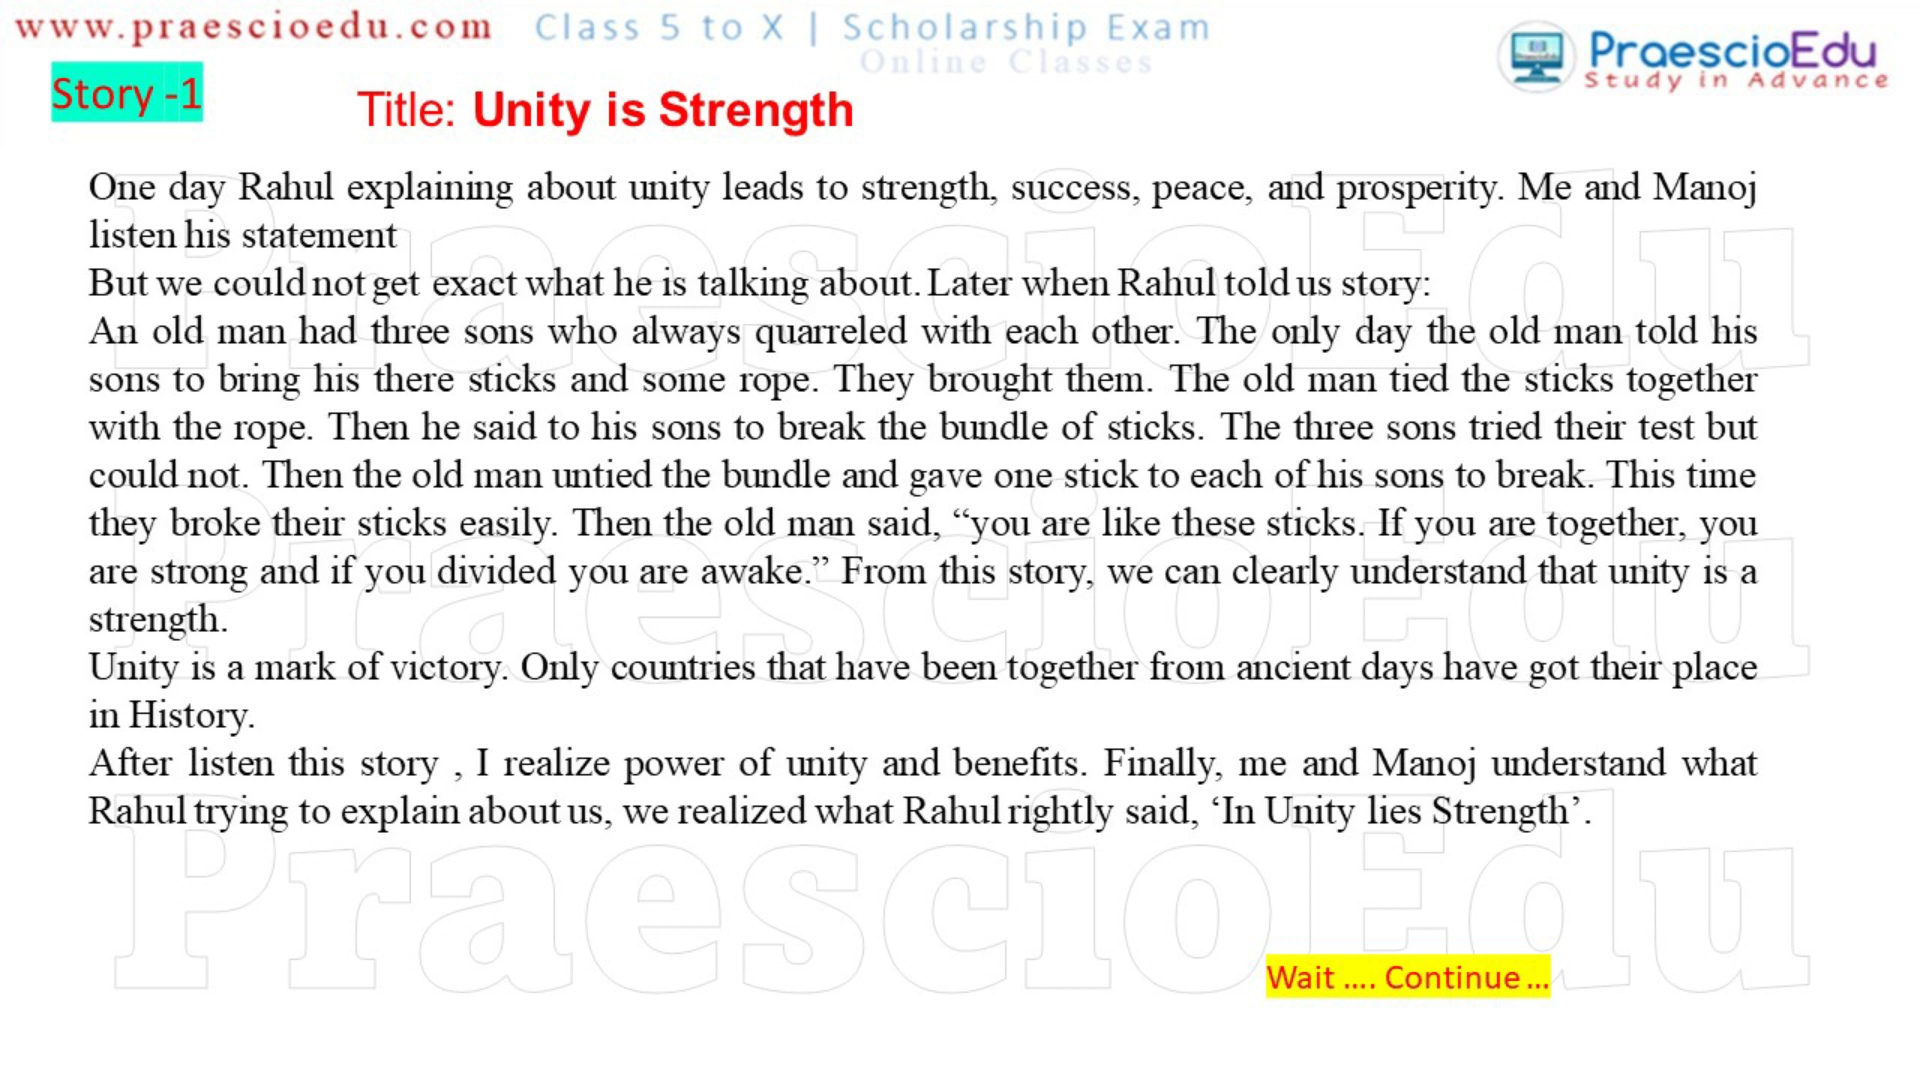 www.praescioedu.com Class 5 to X | Scholarship Exam
Online Classes
PraescioEdu
Study in Advance
Story -1
Title: Unity is Strength
One day Rahul explaining about unity leads to strength, success, peace, and prosperity. Me and Manoj
listen his statement
But we could not get exact what he is talking about. Later when Rahul told us story:
An old man had three sons who always quarreled with each other. The only day the old man told his
sons to bring his there sticks and some rope. They brought them. The old man tied the sticks together
with the rope. Then he said to his sons to break the bundle of sticks. The three sons tried their test but
could not. Then the old man untied the bundle and gave one stick to each of his sons to break. This time
they broke their sticks easily. Then the old man said, “you are like these sticks. If you are together, you
are strong and if you divided you are awake.” From this story, we can clearly understand that unity is a
strength.
Unity is a mark of victory. Only countries that have been together from ancient days have got their place
in History.
After listen this story , I realize power of unity and benefits. Finally, me and Manoj understand what
Rahul trying to explain about us, we realized what Rahul rightly said, ‘In Unity lies Strength’.
Wait .... Continue ...
PraescioEdu
PraescioEdu
PraescioEdu